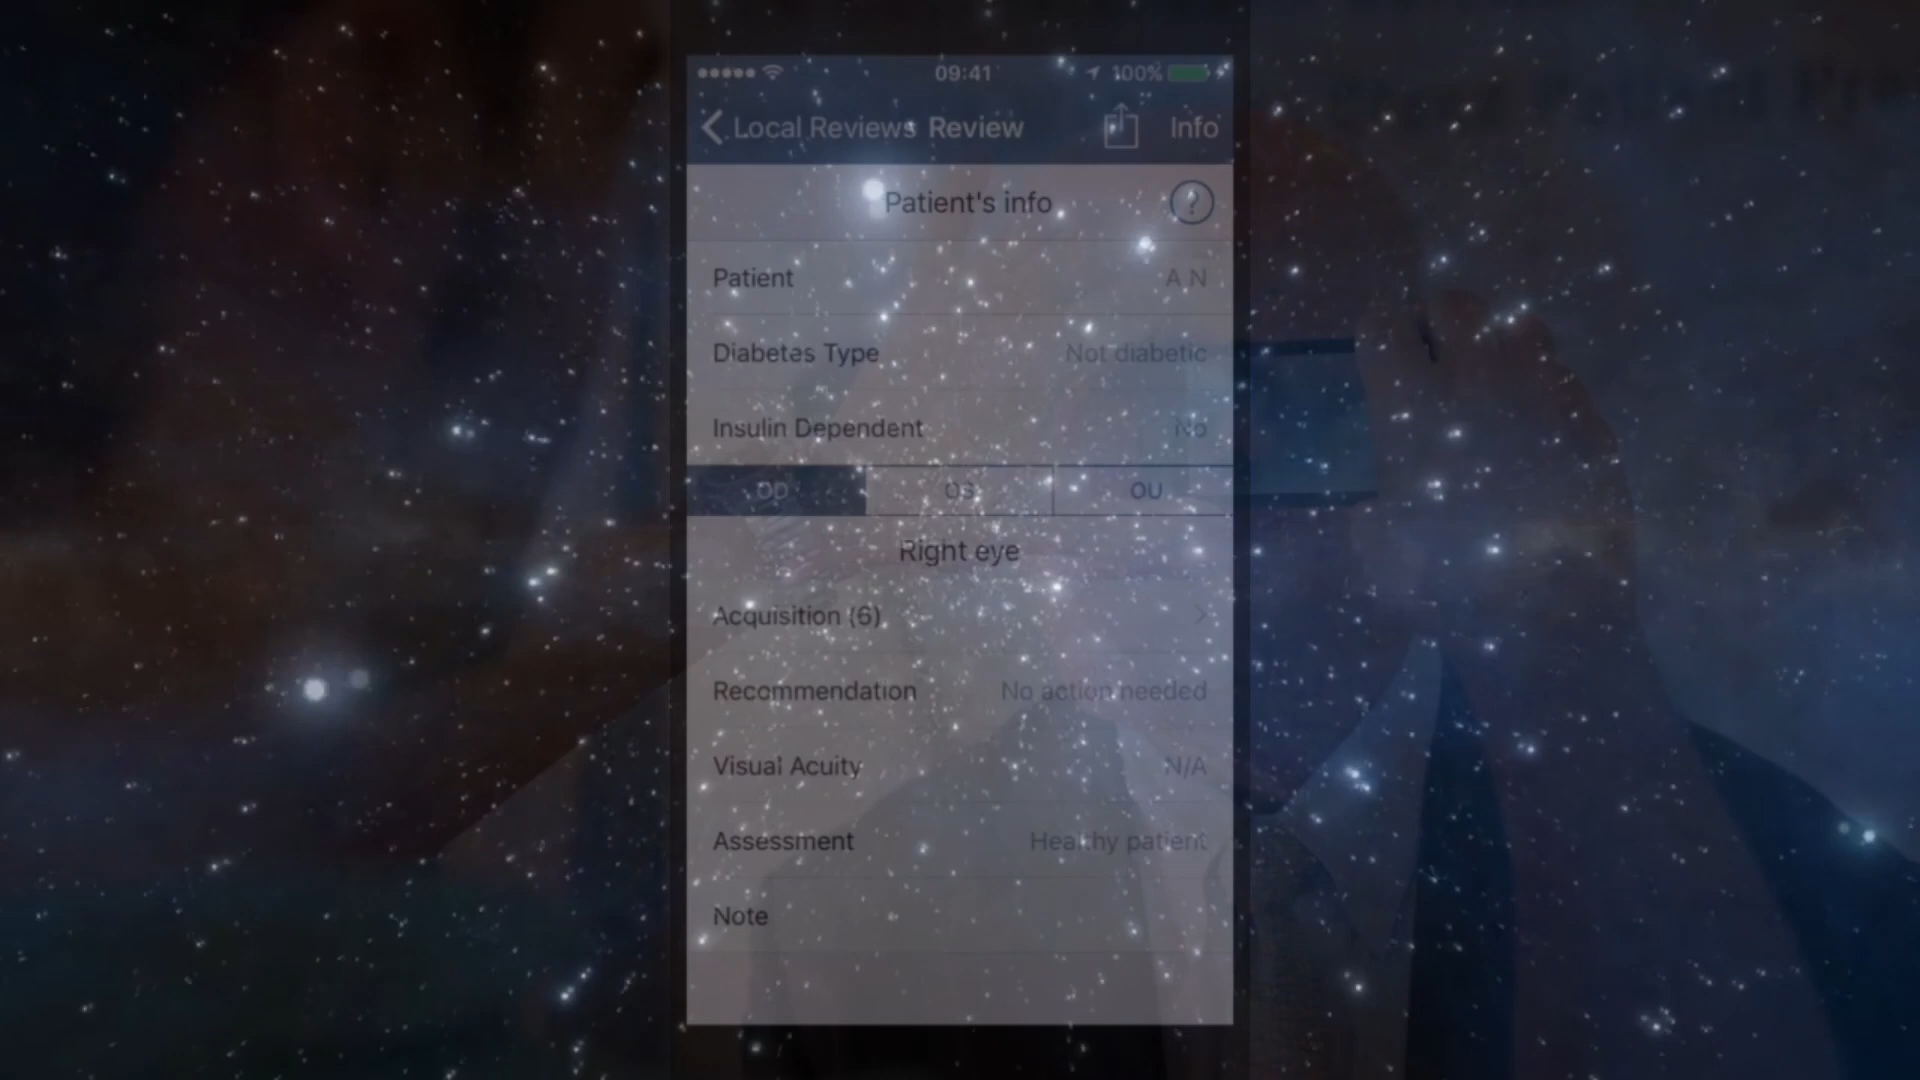 09:41 100%
Local Reviews Review Info
Patient's info ?
Patient A N
Diabetes Type Not diabetic
Insulin Dependent No
OD OS OU
Right eye
Acquisition (6)
Recommendation No action needed
Visual Acuity N/A
Assessment Healthy patient
Note